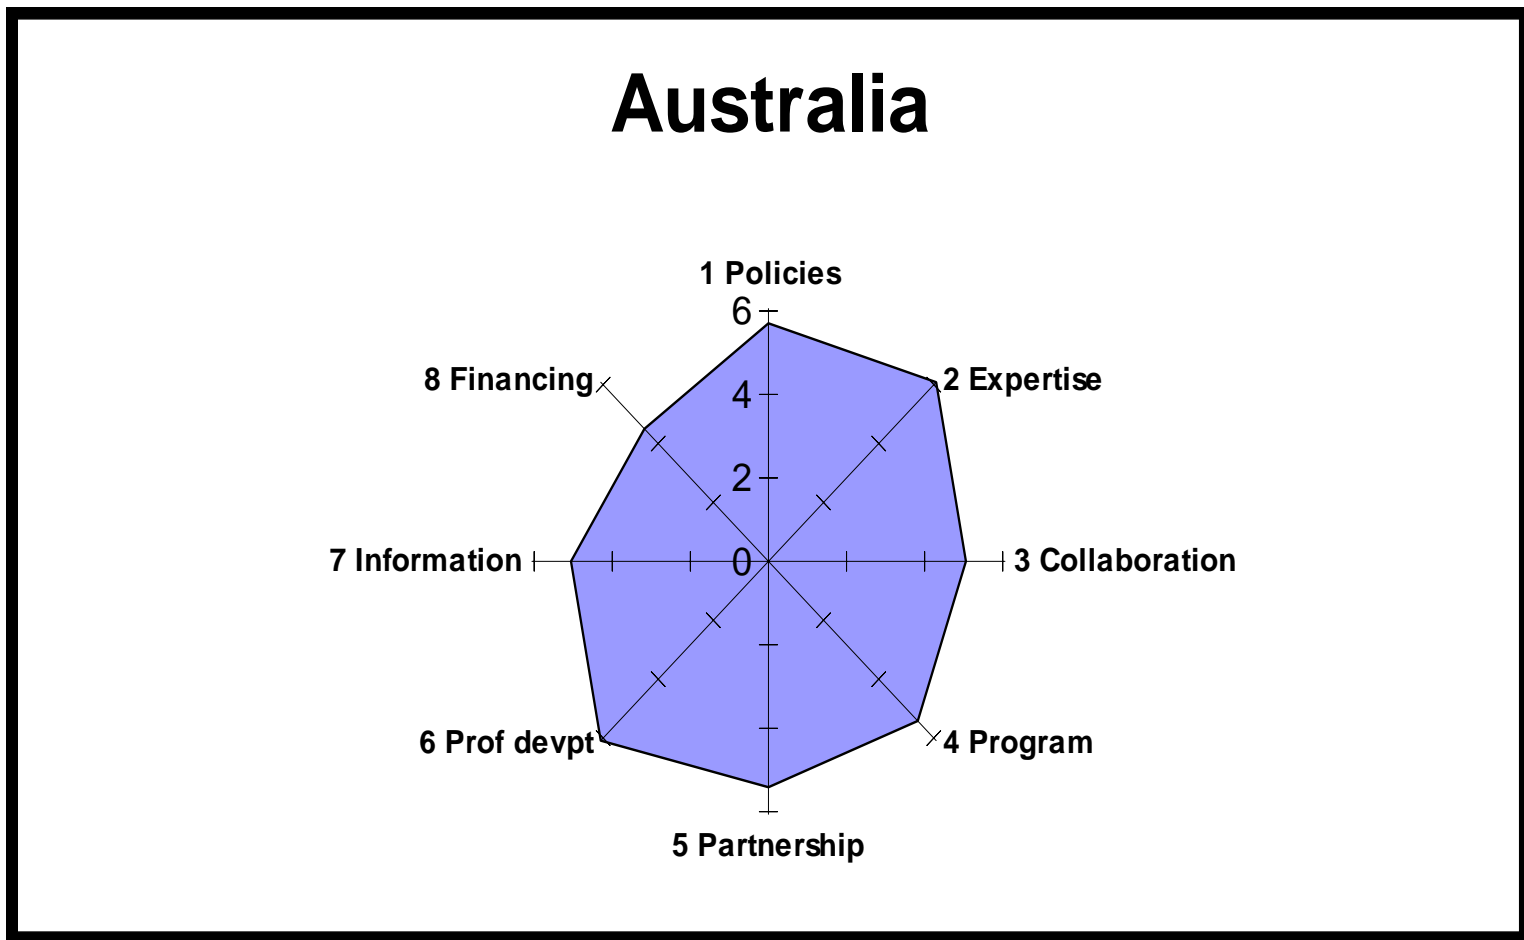 Australia
1 Policies
6
8 Financing
2 Expertise
4
2
7 Information
0
3 Collaboration
6 Prof devpt
4 Program
5 Partnership